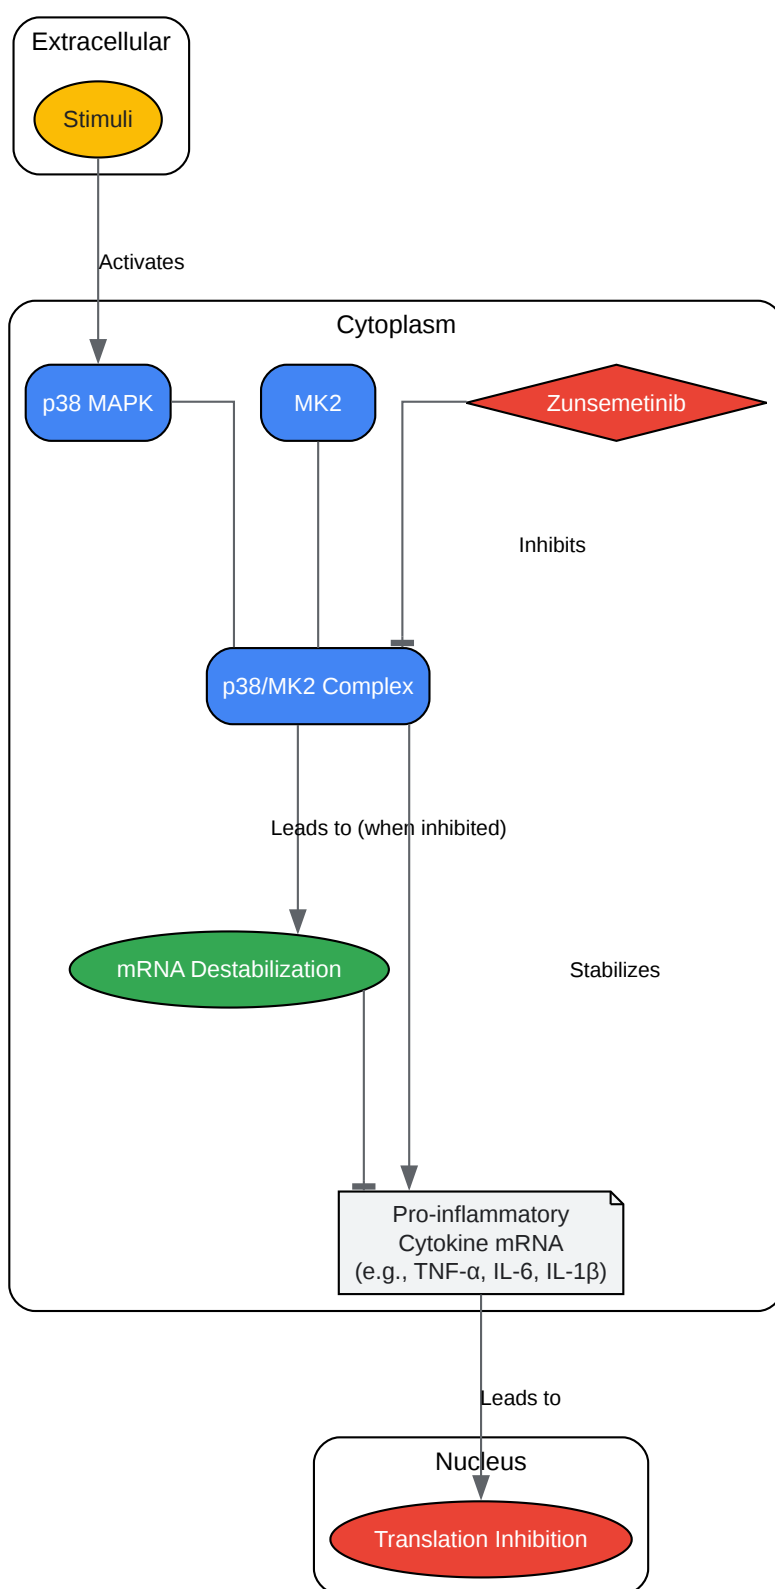 Extracellular
Stimuli
Activates
Cytoplasm
p38 MAPK
MK2
Zunsemetinib
Inhibits
p38/MK2 Complex
Leads to (when inhibited)
mRNA Destabilization
Stabilizes
Pro-inflammatory
Cytokine mRNA
(e.g., TNF-α, IL-6, IL-1β)
Leads to
Nucleus
Translation Inhibition